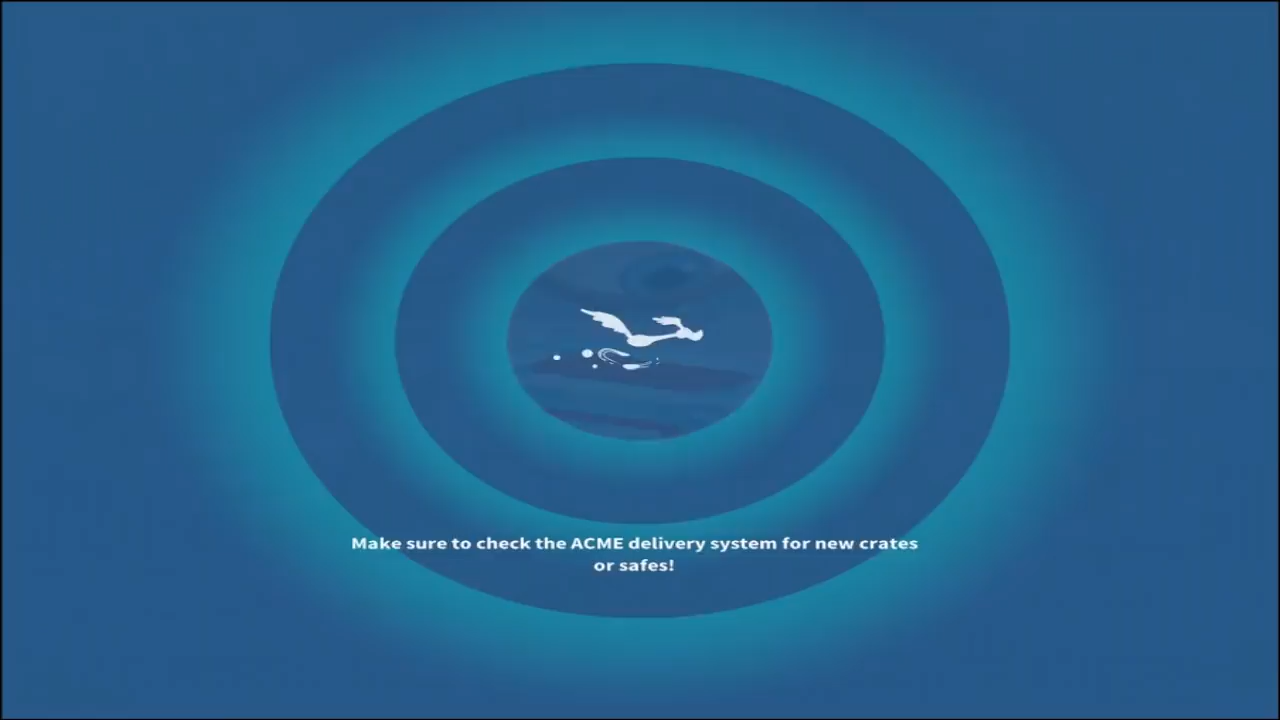 Make sure to check the ACME delivery system for new crates
or safes!